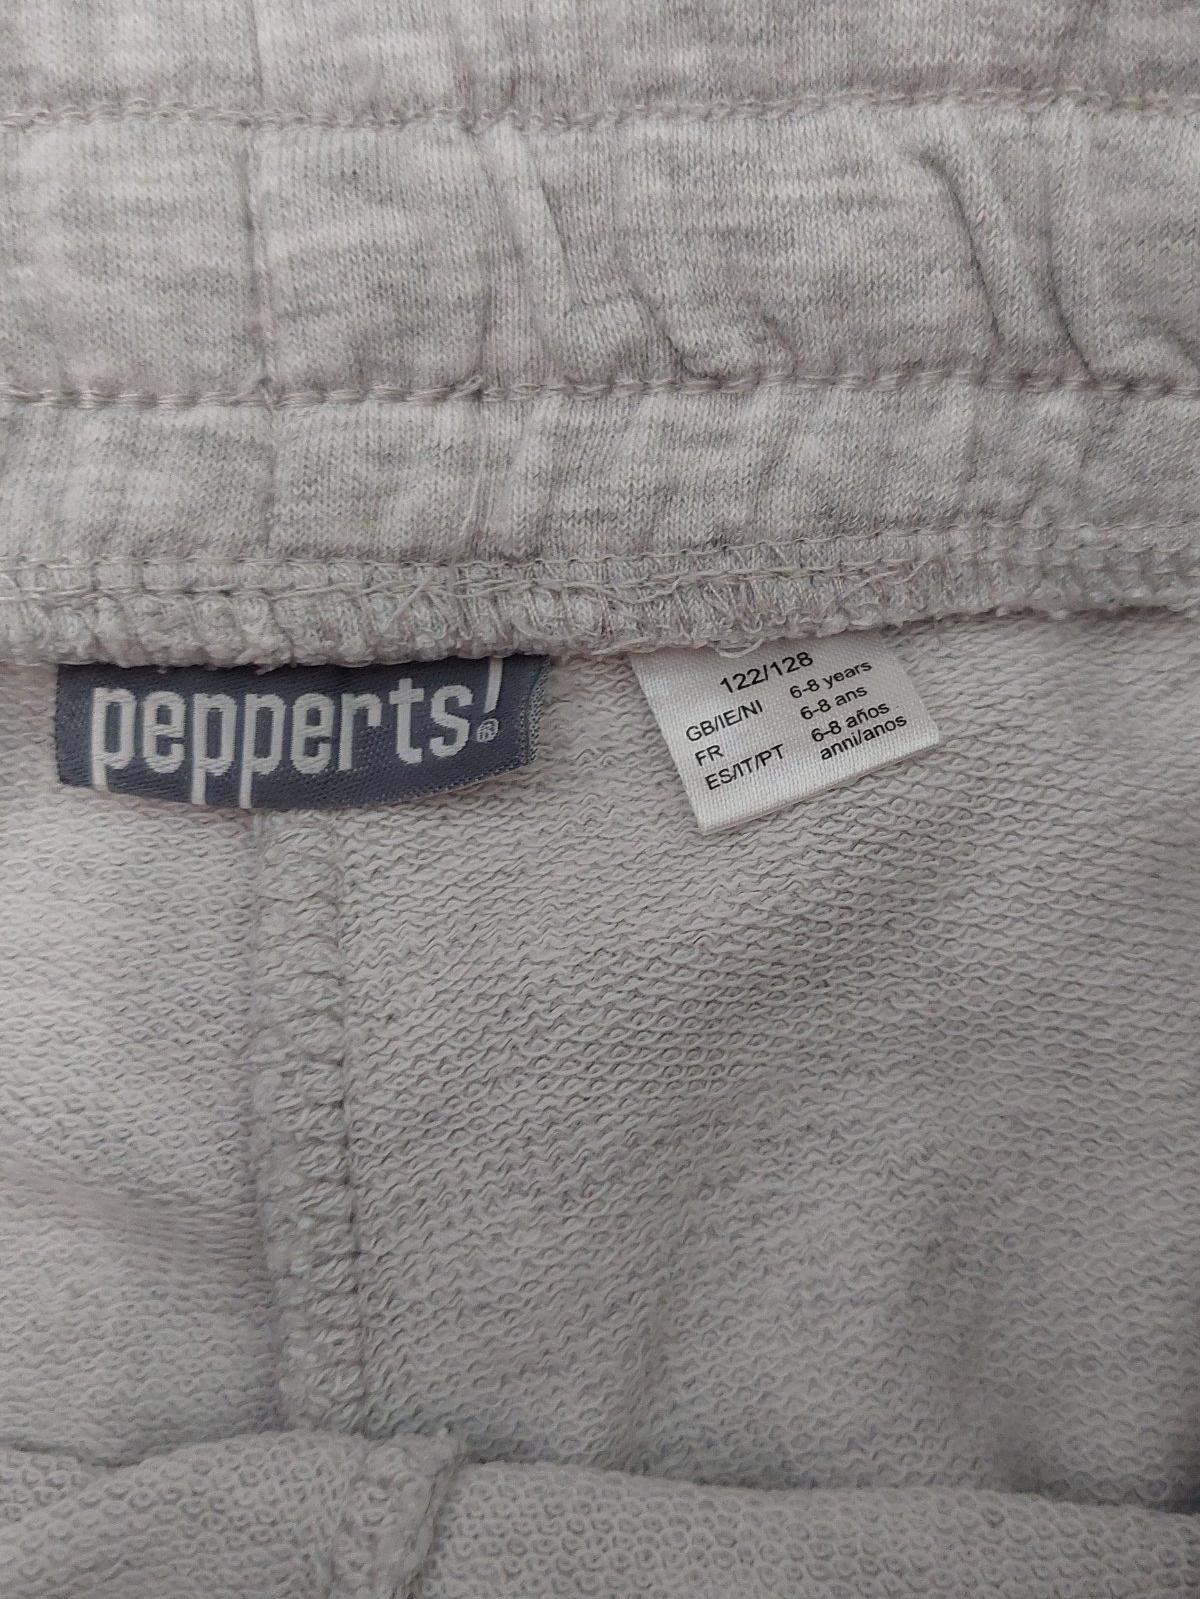 pepperts!®
122/128
GB/IE/NI 6-8 years
FR 6-8 ans
ES/IT/PT 6-8 años
anni/anos